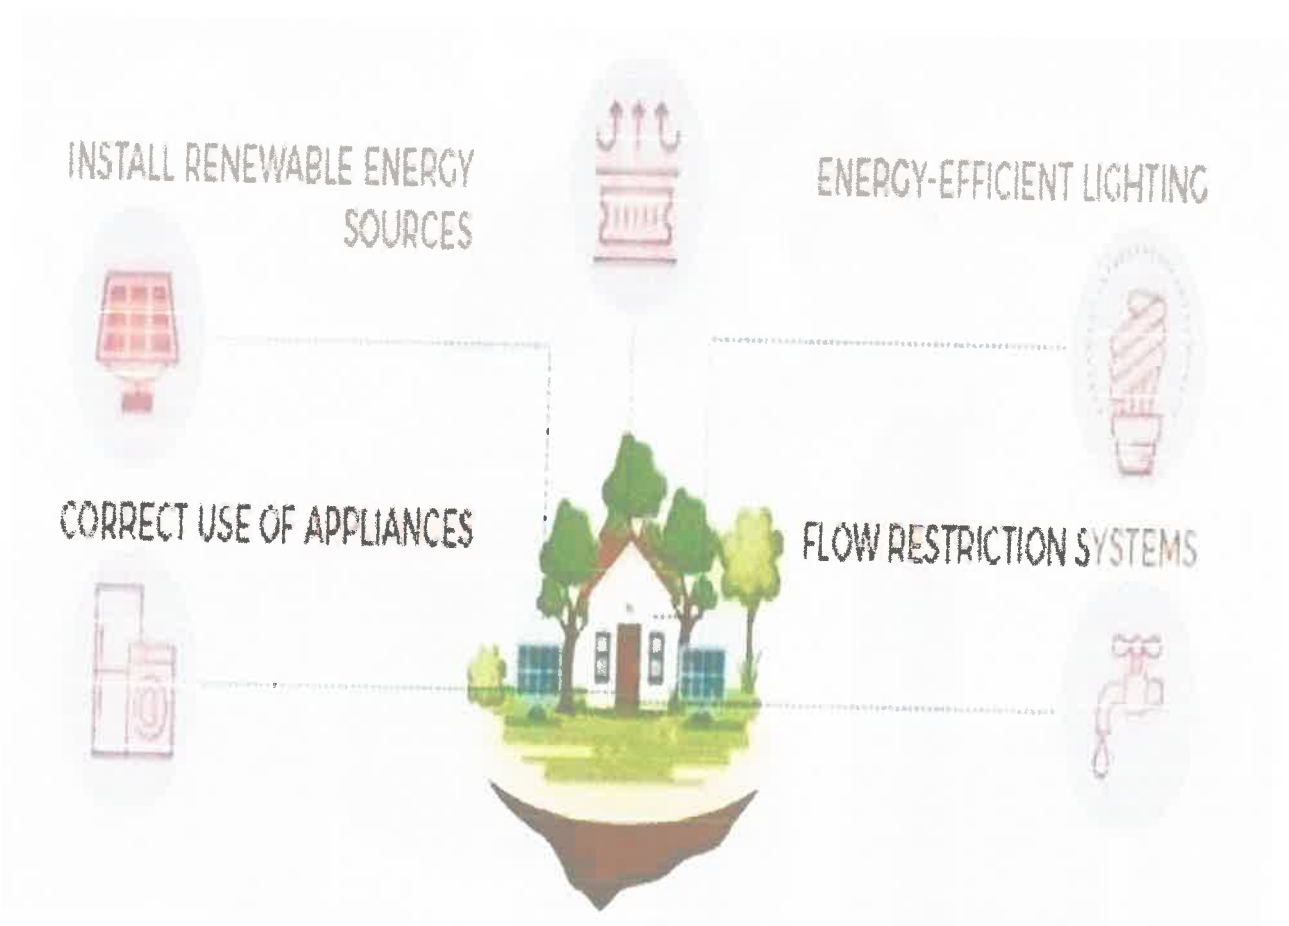 INSTALL RENEWABLE ENERGY
SOURCES
ENERGY-EFFICIENT LIGHTING
CORRECT USE OF APPLIANCES
FLOW RESTRICTION SYSTEMS